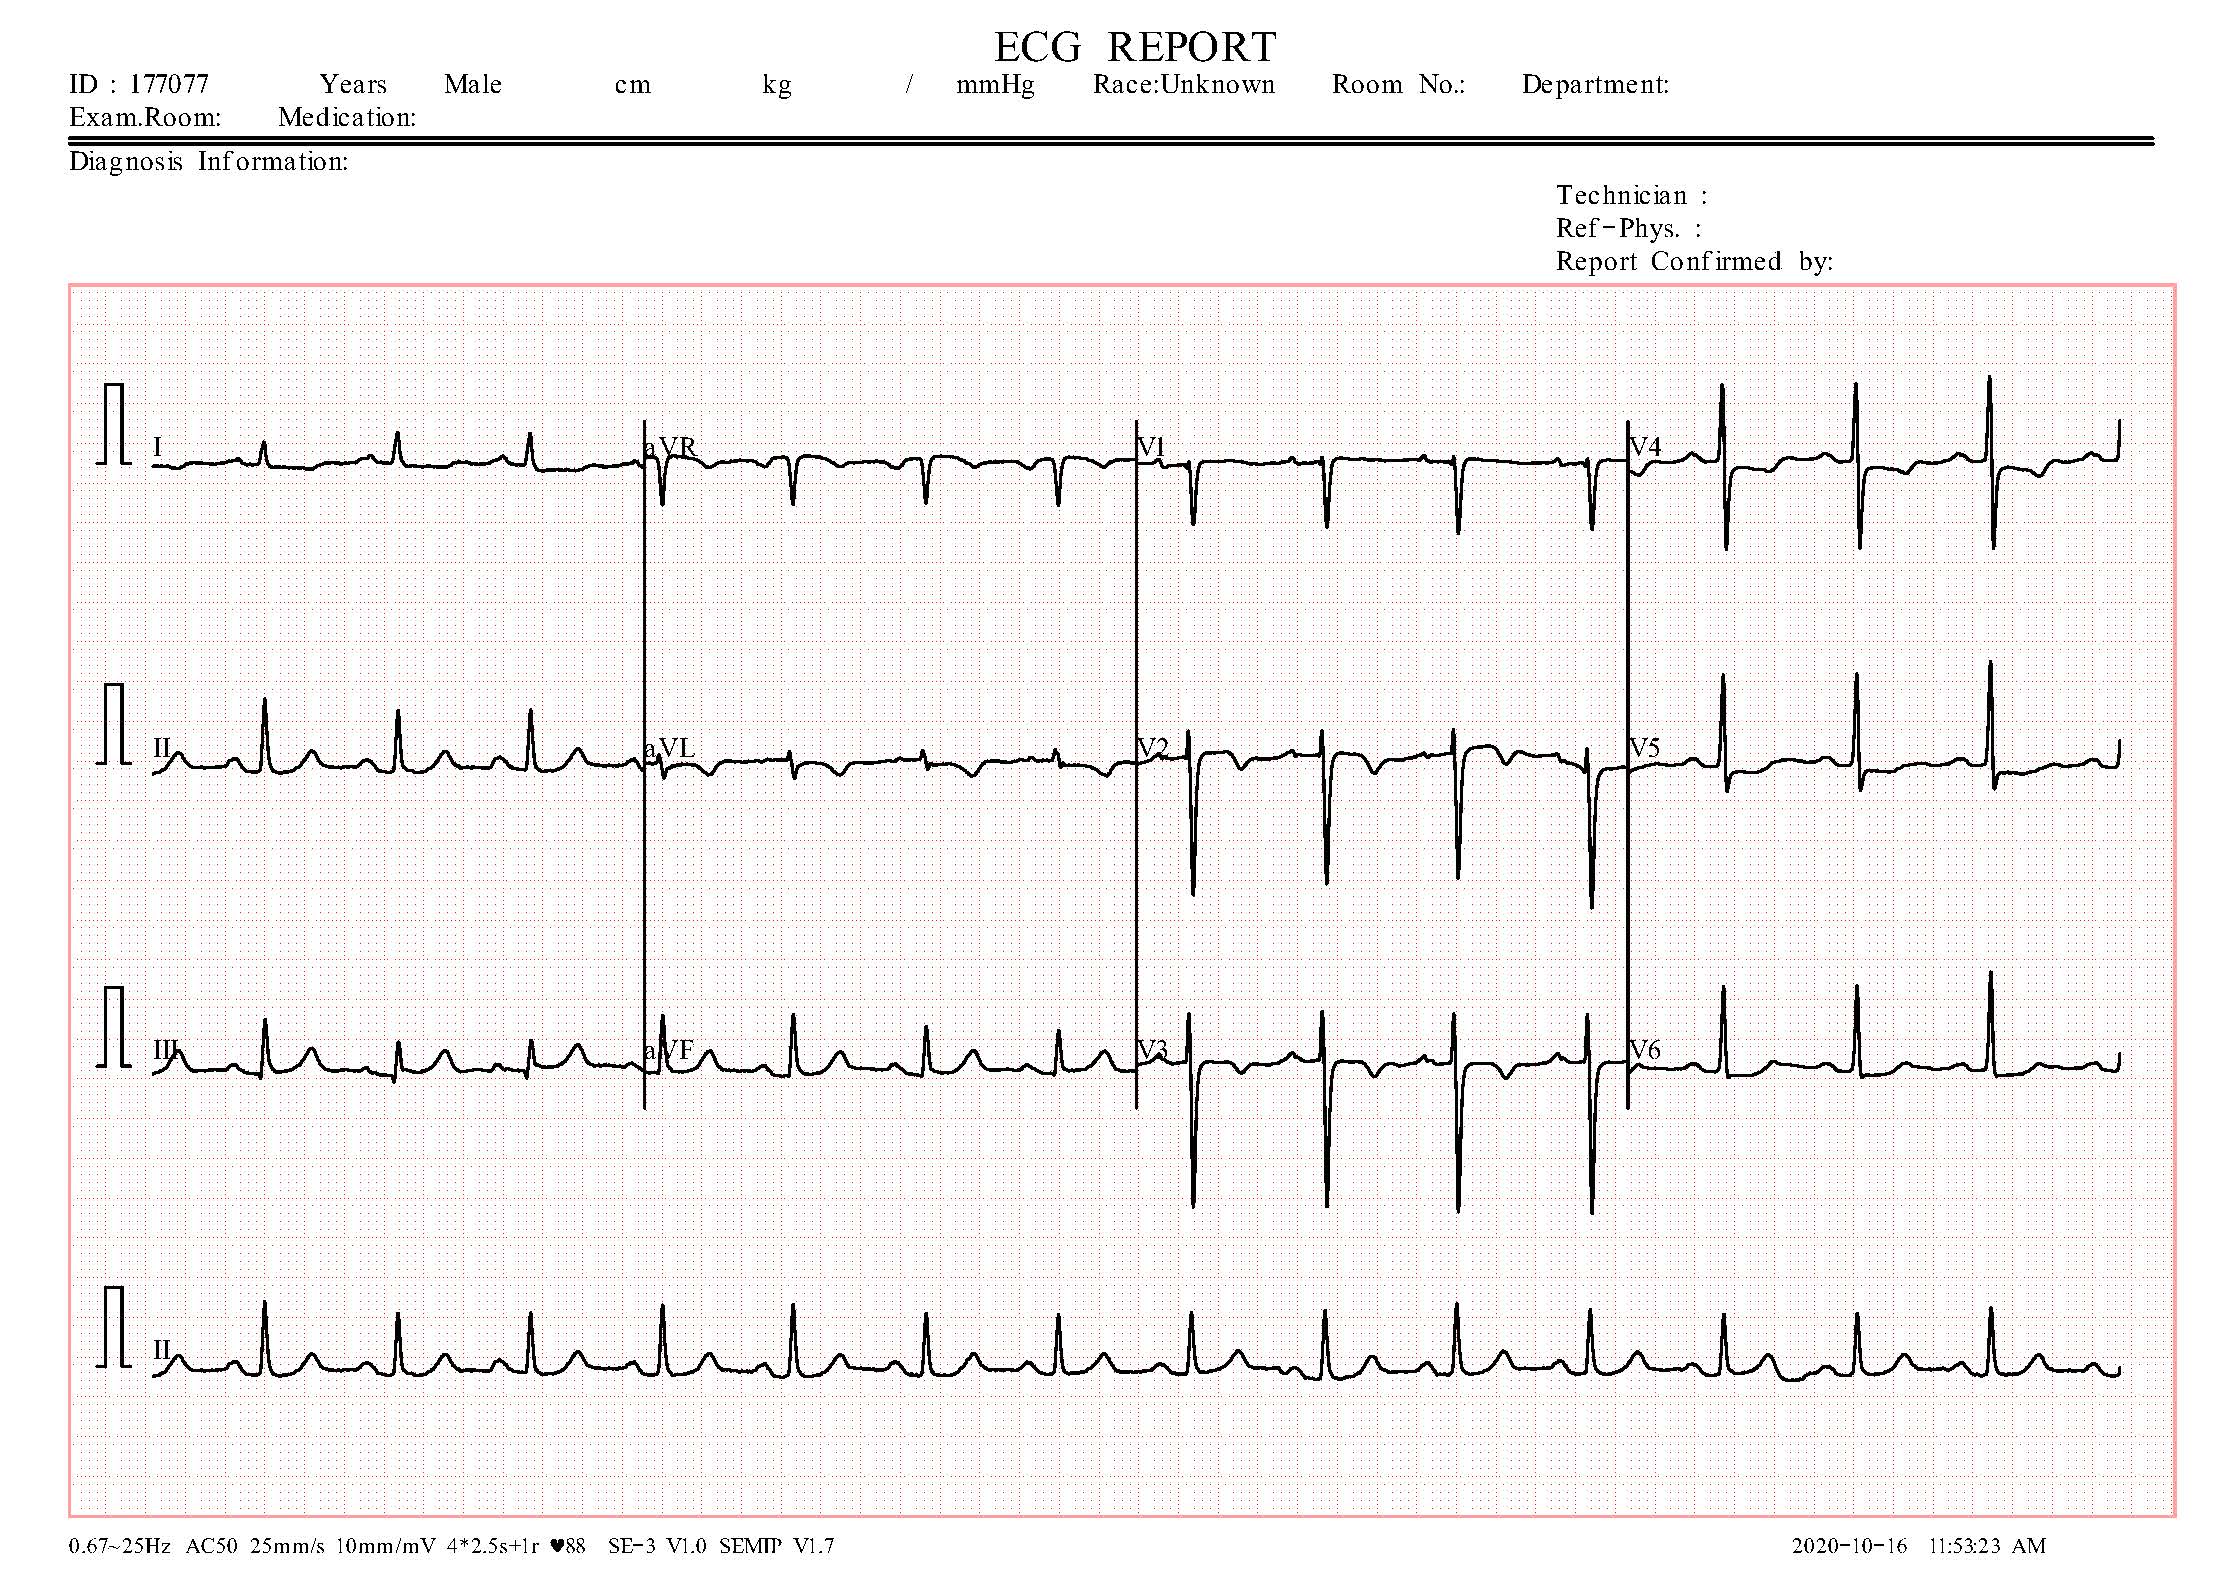 ECG REPORT
ID : 177077 Years Male cm kg / mmHg Race:Unknown Room No.: Department:
Exam.Room: Medication:
Diagnosis Information:
Technician :
Ref-Phys. :
Report Confirmed by:
I aVR V1 V4
II aVL V2 V5
III aVF V3 V6
II
0.67~25Hz AC50 25mm/s 10mm/mV 4*2.5s+1r ♥88 SE-3 V1.0 SEMIP V1.7 2020-10-16 11:53:23 AM